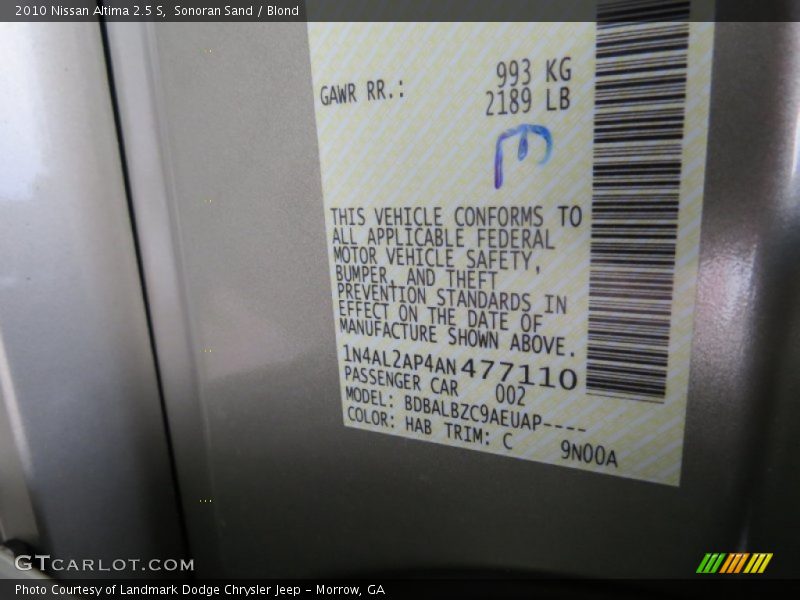 2010 Nissan Altima 2.5 S, Sonoran Sand / Blond
GAWR RR.: 993 KG
2189 LB
THIS VEHICLE CONFORMS TO
ALL APPLICABLE FEDERAL
MOTOR VEHICLE SAFETY,
BUMPER, AND THEFT
PREVENTION STANDARDS IN
EFFECT ON THE DATE OF
MANUFACTURE SHOWN ABOVE.
1N4AL2AP4AN477110
PASSENGER CAR 002
MODEL: BDBALBZC9AEUAP----
COLOR: HAB TRIM: C 9N00A
GTCARLOT.COM
Photo Courtesy of Landmark Dodge Chrysler Jeep - Morrow, GA